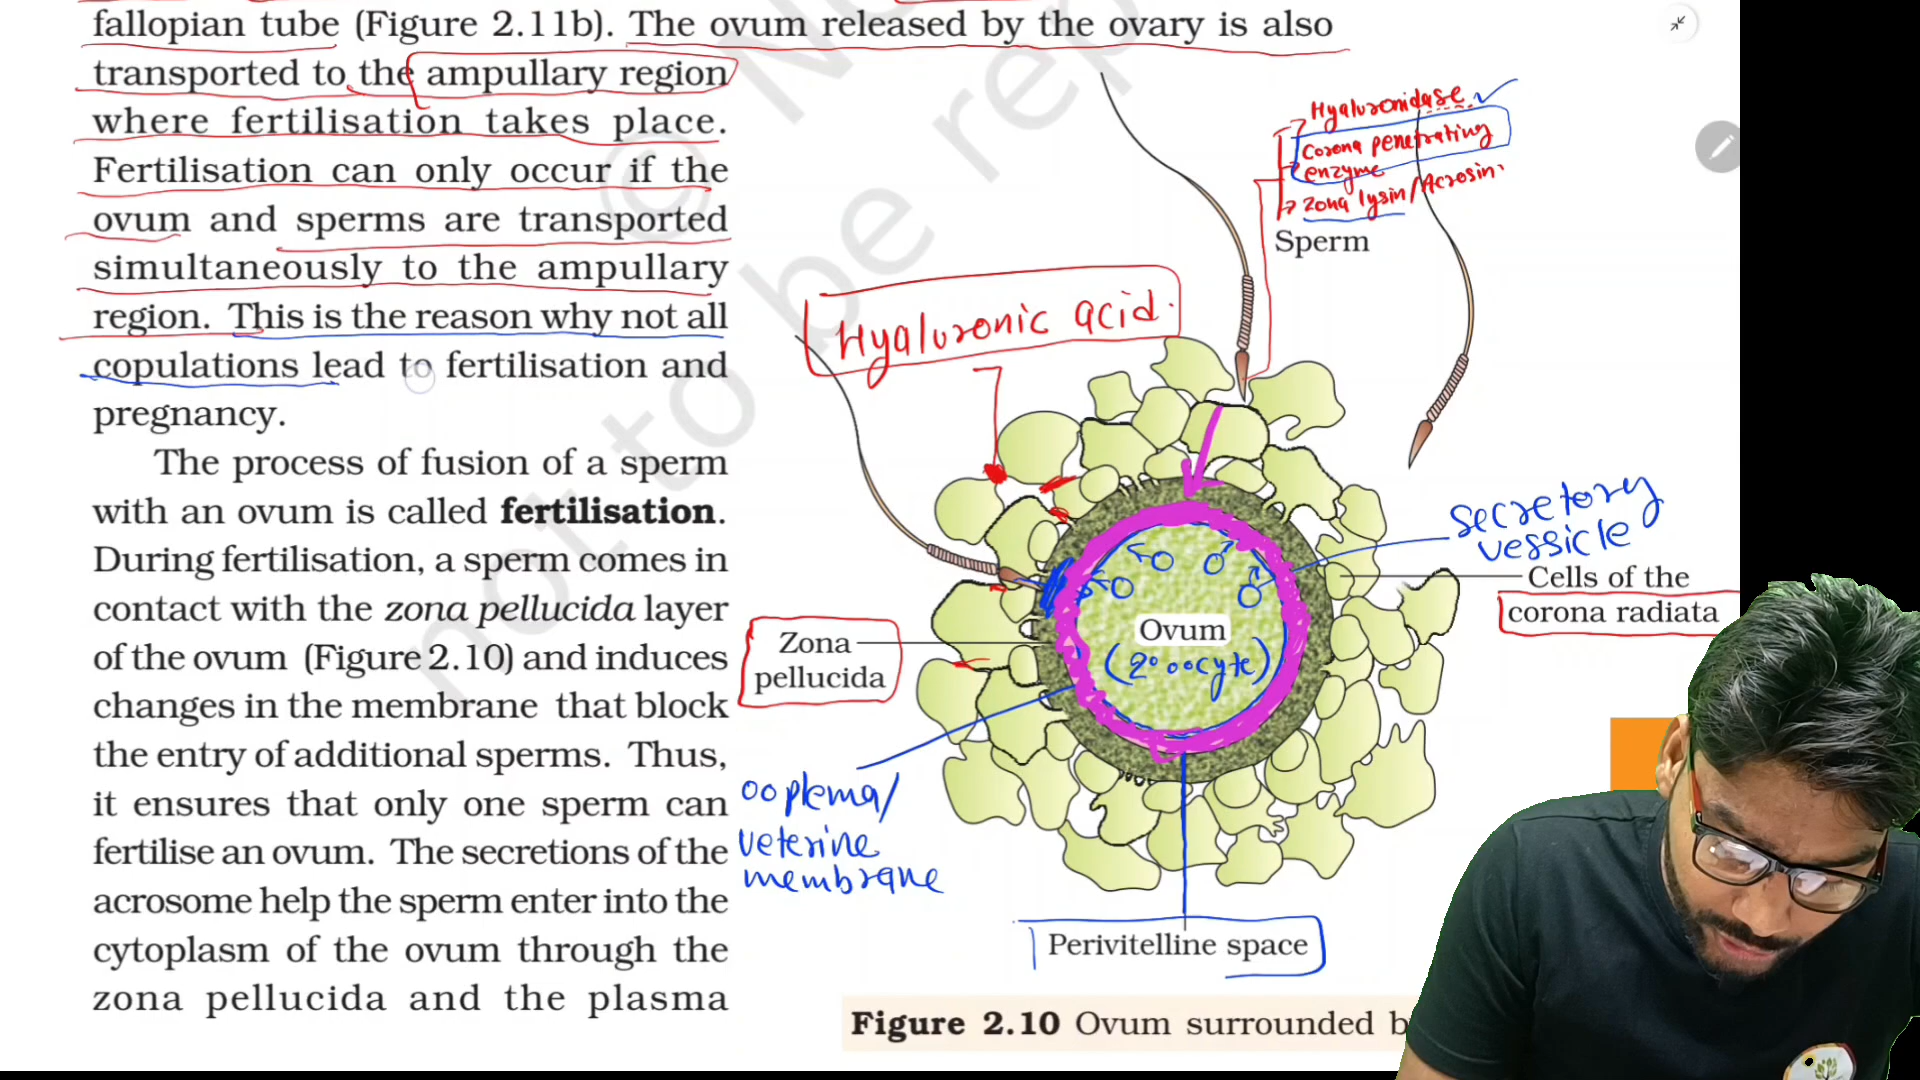 fallopian tube (Figure 2.11b). The ovum released by the ovary is also
transported to the ampullary region
where fertilisation takes place.
Fertilisation can only occur if the
ovum and sperms are transported
simultaneously to the ampullary
region. This is the reason why not all
copulations lead to fertilisation and
pregnancy.
The process of fusion of a sperm
with an ovum is called fertilisation.
During fertilisation, a sperm comes in
contact with the zona pellucida layer
of the ovum (Figure 2.10) and induces
changes in the membrane that block
the entry of additional sperms. Thus,
it ensures that only one sperm can
fertilise an ovum. The secretions of the
acrosome help the sperm enter into the
cytoplasm of the ovum through the
zona pellucida and the plasma
Hyaluronidase
Corona penetrating
enzyme
Zona lysin/Acrosin
Sperm
Hyaluronic acid
secretory
vessicle
Cells of the
corona radiata
Zona
pellucida
Ovum
(2° oocyte)
ooplema/
veterine
membrane
Perivitelline space
Figure 2.10 Ovum surrounded b
© N
not to be rep